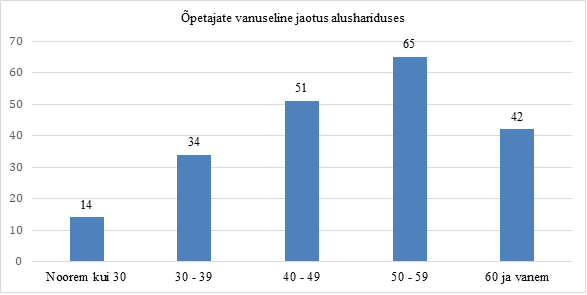 Õpetajate vanuseline jaotus alushariduses
70
60
50
40
30
20
10
0
14
34
51
65
42
Noorem kui 30
30 - 39
40 - 49
50 - 59
60 ja vanem